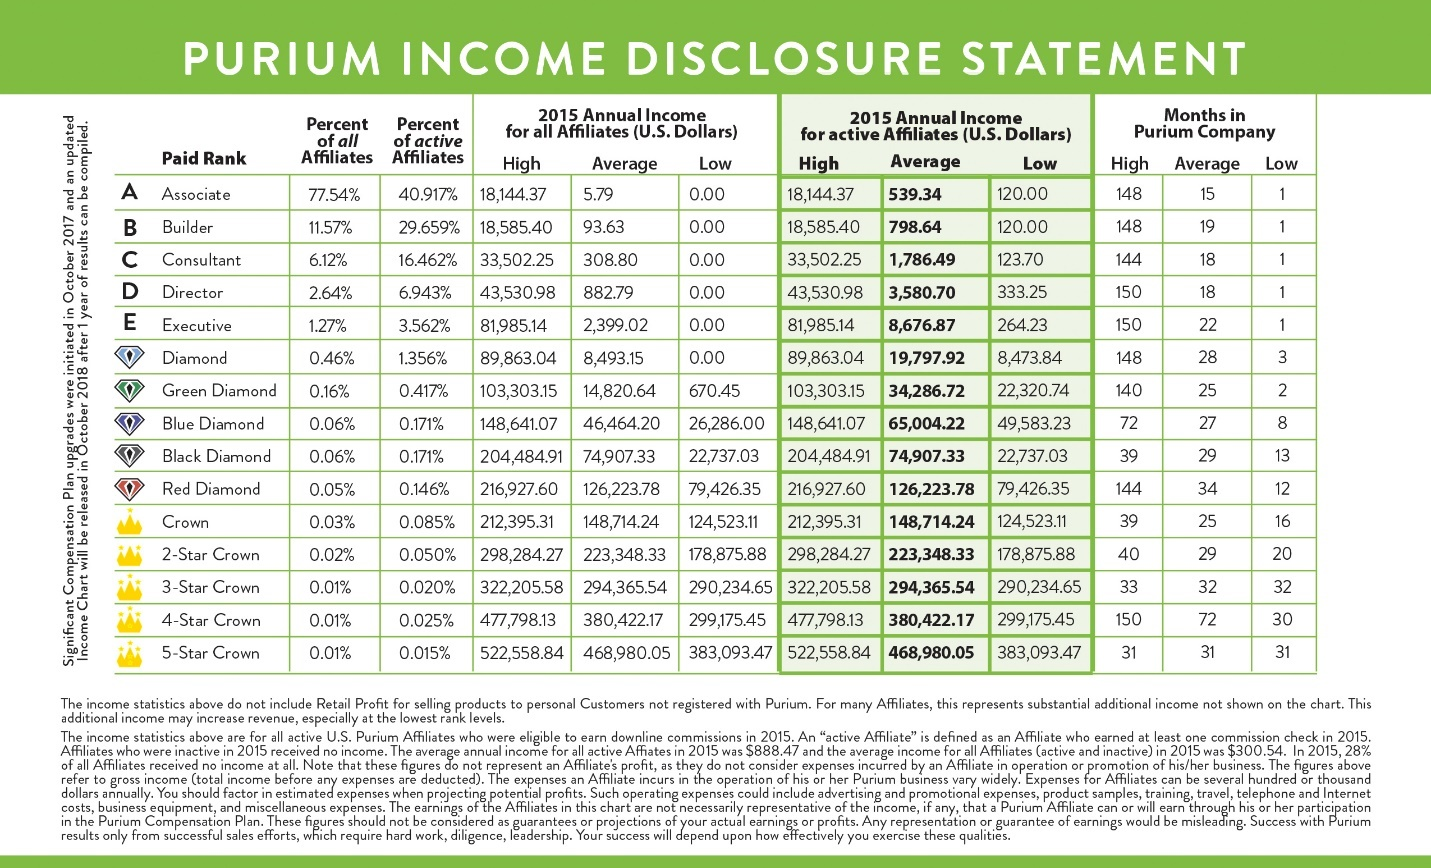 PURIUM INCOME DISCLOSURE STATEMENT
Significant Compensation Plan upgrades were initiated in October 2017 and an updated
Income Chart will be released in October 2018 after 1 year of results can be compiled.
Paid Rank
Percent
of all
Affiliates
Percent
of active
Affiliates
2015 Annual Income
for all Affiliates (U.S. Dollars)
High Average Low
2015 Annual Income
for active Affiliates (U.S. Dollars)
High Average Low
Months in
Purium Company
High Average Low
A Associate 77.54% 40.917% 18,144.37 5.79 0.00 18,144.37 539.34 120.00 148 15 1
B Builder 11.57% 29.659% 18,585.40 93.63 0.00 18,585.40 798.64 120.00 148 19 1
C Consultant 6.12% 16.462% 33,502.25 308.80 0.00 33,502.25 1,786.49 123.70 144 18 1
D Director 2.64% 6.943% 43,530.98 882.79 0.00 43,530.98 3,580.70 333.25 150 18 1
E Executive 1.27% 3.562% 81,985.14 2,399.02 0.00 81,985.14 8,676.87 264.23 150 22 1
Diamond 0.46% 1.356% 89,863.04 8,493.15 0.00 89,863.04 19,797.92 8,473.84 148 28 3
Green Diamond 0.16% 0.417% 103,303.15 14,820.64 670.45 103,303.15 34,286.72 22,320.74 140 25 2
Blue Diamond 0.06% 0.171% 148,641.07 46,464.20 26,286.00 148,641.07 65,004.22 49,583.23 72 27 8
Black Diamond 0.06% 0.171% 204,484.91 74,907.33 22,737.03 204,484.91 74,907.33 22,737.03 39 29 13
Red Diamond 0.05% 0.146% 216,927.60 126,223.78 79,426.35 216,927.60 126,223.78 79,426.35 144 34 12
Crown 0.03% 0.085% 212,395.31 148,714.24 124,523.11 212,395.31 148,714.24 124,523.11 39 25 16
2-Star Crown 0.02% 0.050% 298,284.27 223,348.33 178,875.88 298,284.27 223,348.33 178,875.88 40 29 20
3-Star Crown 0.01% 0.020% 322,205.58 294,365.54 290,234.65 322,205.58 294,365.54 290,234.65 33 32 32
4-Star Crown 0.01% 0.025% 477,798.13 380,422.17 299,175.45 477,798.13 380,422.17 299,175.45 150 72 30
5-Star Crown 0.01% 0.015% 522,558.84 468,980.05 383,093.47 522,558.84 468,980.05 383,093.47 31 31 31
The income statistics above do not include Retail Profit for selling products to personal Customers not registered with Purium. For many Affiliates, this represents substantial additional income not shown on the chart. This
additional income may increase revenue, especially at the lowest rank levels.
The income statistics above are for all active U.S. Purium Affiliates who were eligible to earn downline commissions in 2015. An “active Affiliate” is defined as an Affiliate who earned at least one commission check in 2015.
Affiliates who were inactive in 2015 received no income. The average annual income for all active Affiates in 2015 was $888.47 and the average income for all Affiliates (active and inactive) in 2015 was $300.54. In 2015, 28%
of all Affiliates received no income at all. Note that these figures do not represent an Affiliate’s profit, as they do not consider expenses incurred by an Affiliate in operation or promotion of his/her business. The figures above
refer to gross income (total income before any expenses are deducted). The expenses an Affiliate incurs in the operation of his or her Purium business vary widely. Expenses for Affiliates can be several hundred or thousand
dollars annually. You should factor in estimated expenses when projecting potential profits. Such operating expenses could include advertising and promotional expenses, product samples, training, travel, telephone and Internet
costs, business equipment, and miscellaneous expenses. The earnings of the Affiliates in this chart are not necessarily representative of the income, if any, that a Purium Affiliate can or will earn through his or her participation
in the Purium Compensation Plan. These figures should not be considered as guarantees or projections of your actual earnings or profits. Any representation or guarantee of earnings would be misleading. Success with Purium
results only from successful sales efforts, which require hard work, diligence, leadership. Your success will depend upon how effectively you exercise these qualities.